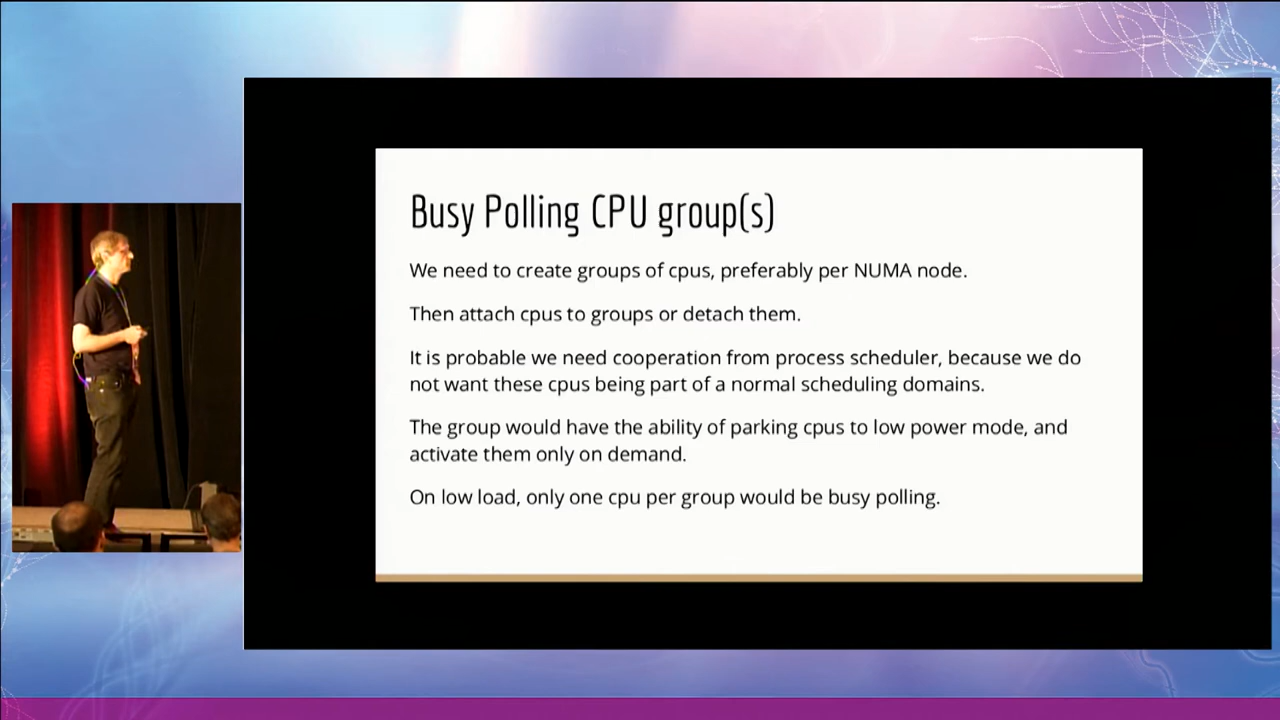 Busy Polling CPU group(s)
We need to create groups of cpus, preferably per NUMA node.
Then attach cpus to groups or detach them.
It is probable we need cooperation from process scheduler, because we do
not want these cpus being part of a normal scheduling domains.
The group would have the ability of parking cpus to low power mode, and
activate them only on demand.
On low load, only one cpu per group would be busy polling.